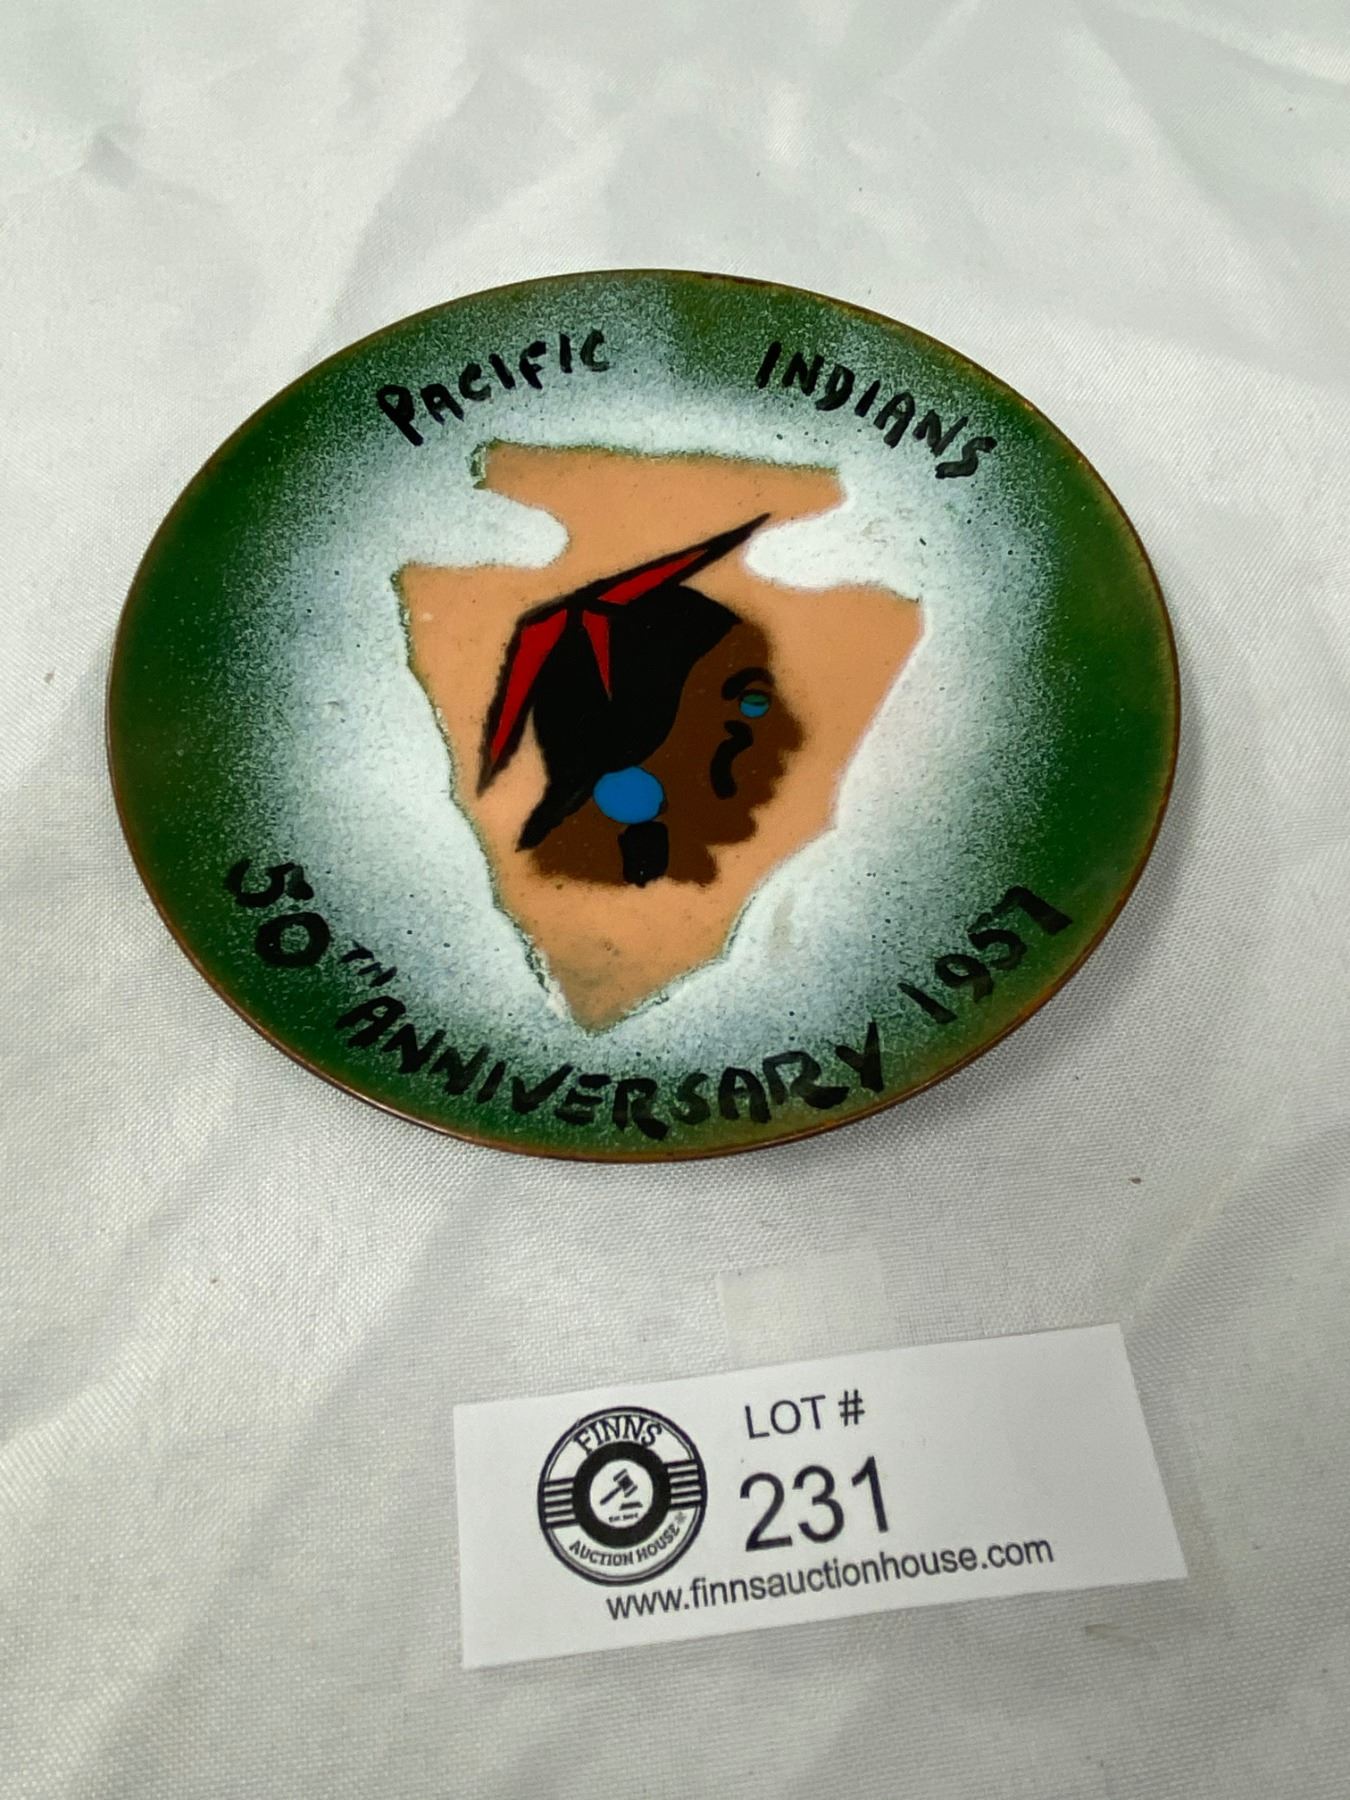 PACIFIC INDIANS
50TH ANNIVERSARY 1957
FINNS
AUCTION HOUSE
LOT #
231
www.finnsauctionhouse.com